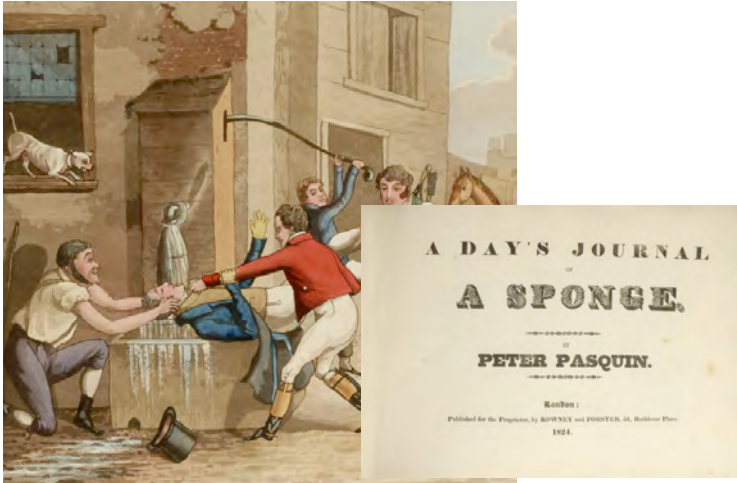 A DAY'S JOURNAL
OF
A SPONGE.
BY
PETER PASQUIN.
London:
Published for the Proprietor, by ROWNEY and FORSTER, 51, Rathbone Place.
1824.